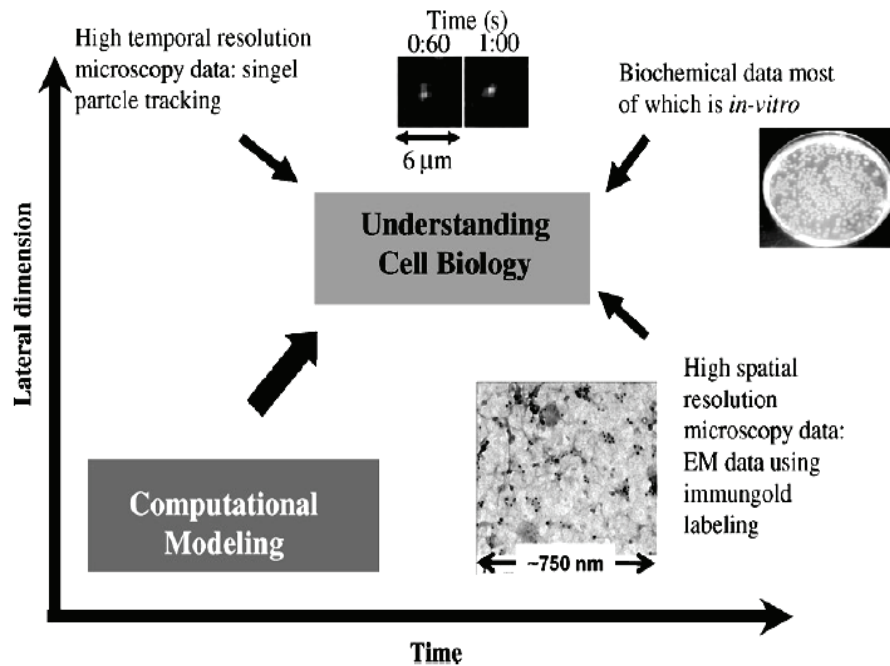 High temporal resolution
microscopy data: singel
partcle tracking
Time (s)
0:60 1:00
6 μm
Biochemical data most
of which is in-vitro
Understanding
Cell Biology
Lateral dimension
Computational
Modeling
High spatial
resolution
microscopy data:
EM data using
immungold
labeling
~750 nm
Time